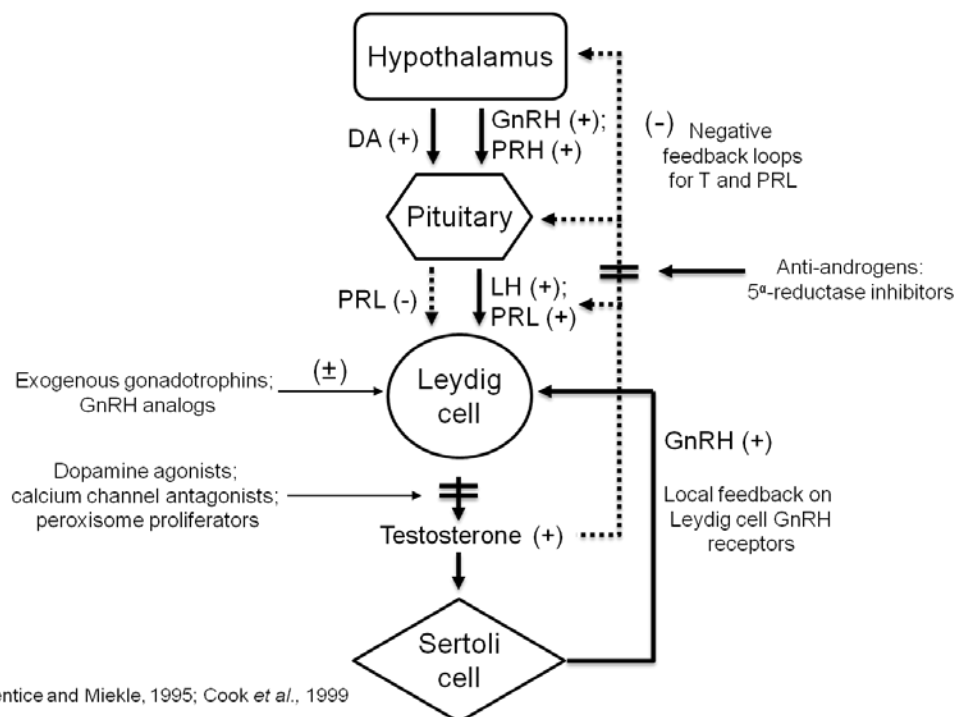 Hypothalamus
DA (+)
GnRH (+);
PRH (+)
(-)
Negative
feedback loops
for T and PRL
Pituitary
PRL (-)
LH (+);
PRL (+)
Anti-androgens:
5α-reductase inhibitors
Exogenous gonadotrophins;
GnRH analogs
(±)
Leydig
cell
GnRH (+)
Local feedback on
Leydig cell GnRH
receptors
Dopamine agonists;
calcium channel antagonists;
peroxisome proliferators
Testosterone (+)
Sertoli
cell
and Miekle, 1995; Cook et al., 1999